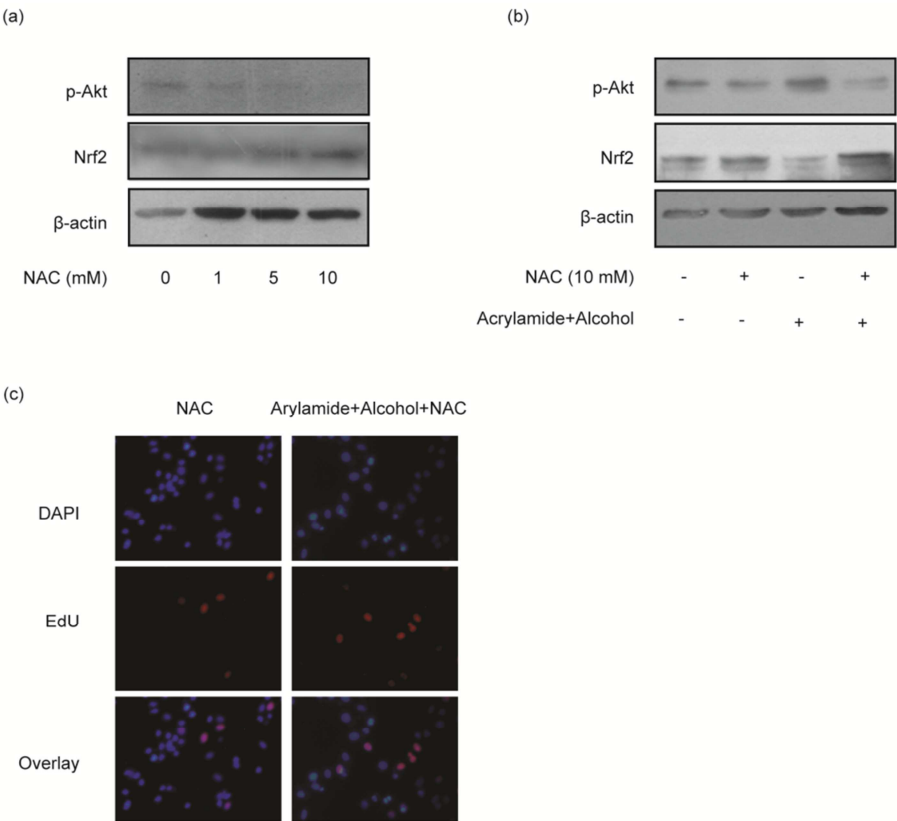 (a)
p-Akt
Nrf2
β-actin
NAC (mM) 0 1 5 10
(b)
p-Akt
Nrf2
β-actin
NAC (10 mM) - + - +
Acrylamide+Alcohol - - + +
(c)
NAC Arylamide+Alcohol+NAC
DAPI
EdU
Overlay